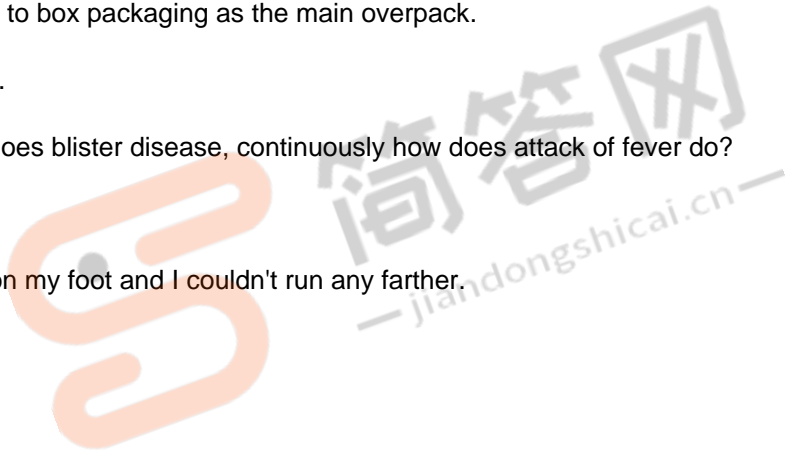 to box packaging as the main overpack.
.
oes blister disease, continuously how does attack of fever do?
on my foot and I couldn't run any farther.
简答网
jiandongshicai.cn